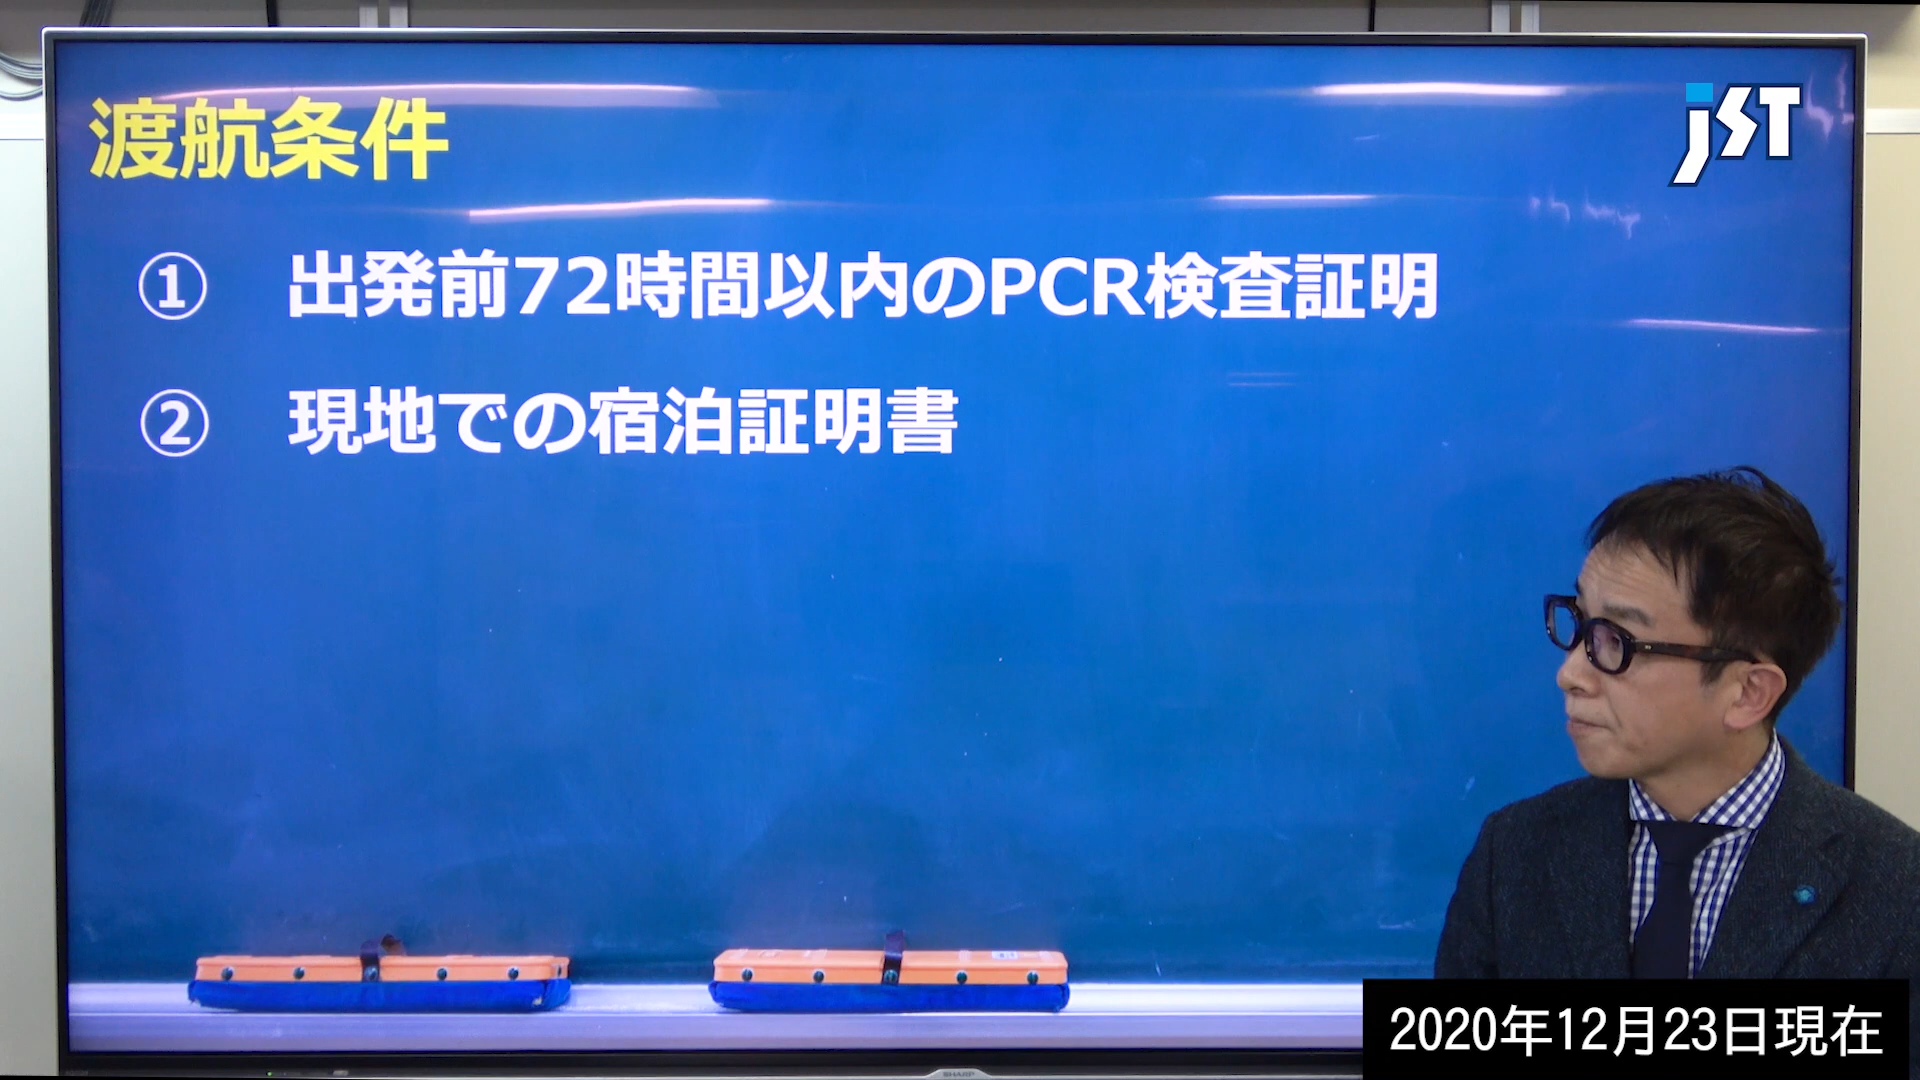 渡航条件
jST
① 出発前72時間以内のPCR検査証明
② 現地での宿泊証明書
2020年12月23日現在
SHARP